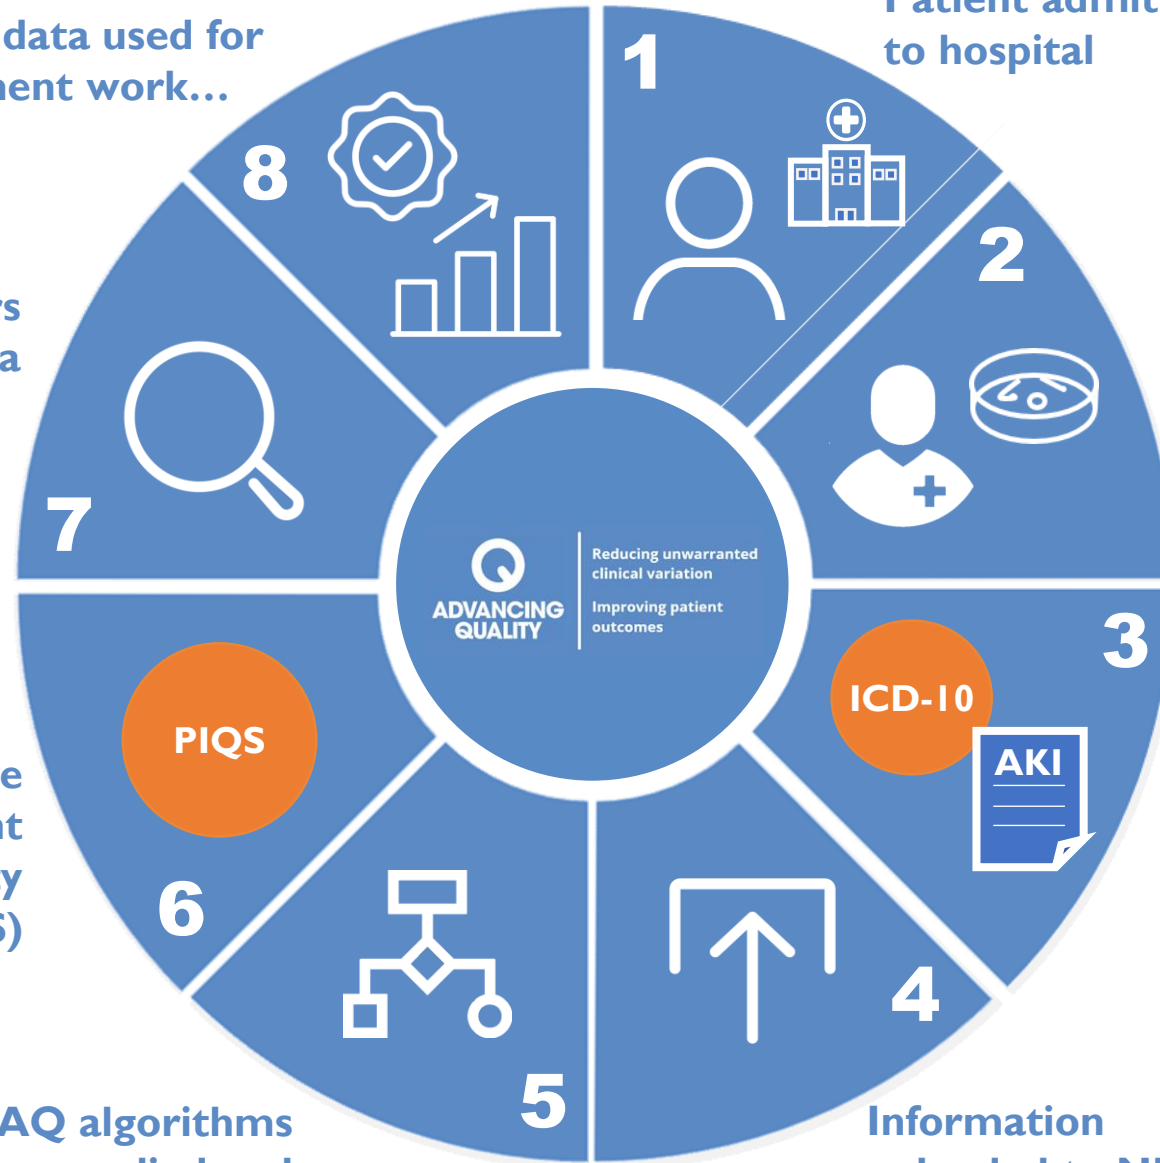 data used for
work...
to hospital
1
2
3
ICD-10
AKI
4
Information
5
AQ algorithms
6
PIQS
7
8
ADVANCING
QUALITY
Reducing unwarranted
clinical variation
Improving patient
outcomes